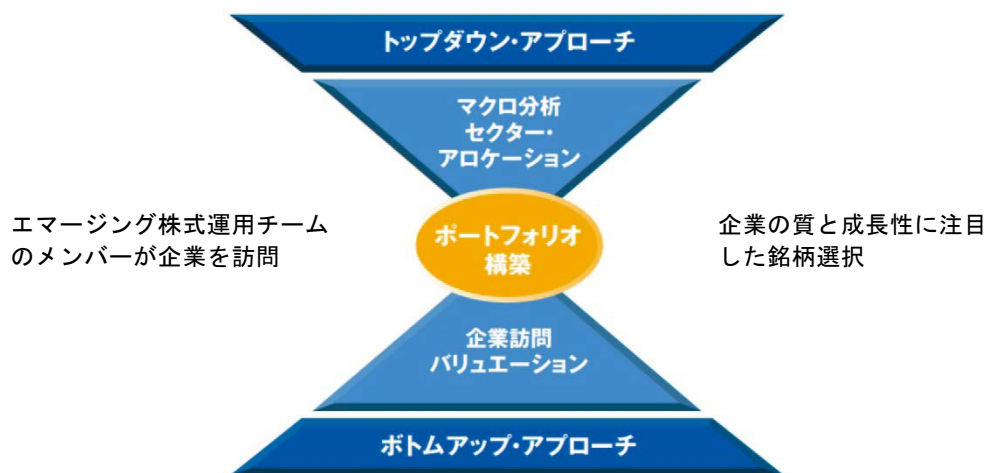 トップダウン・アプローチ
マクロ分析
セクター・
アロケーション
エマージング株式運用チーム
のメンバーが企業を訪問
ポートフォリオ
構築
企業の質と成長性に注目
した銘柄選択
企業訪問
バリュエーション
ボトムアップ・アプローチ